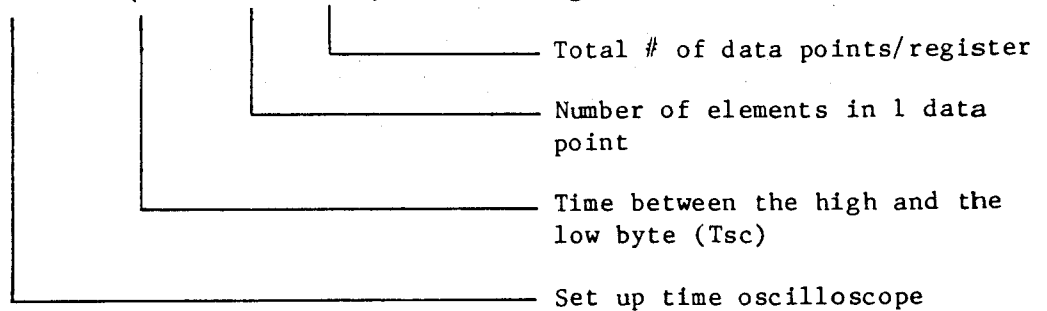 Total # of data points/register
Number of elements in 1 data
point
Time between the high and the
low byte (Tsc)
Set up time oscilloscope